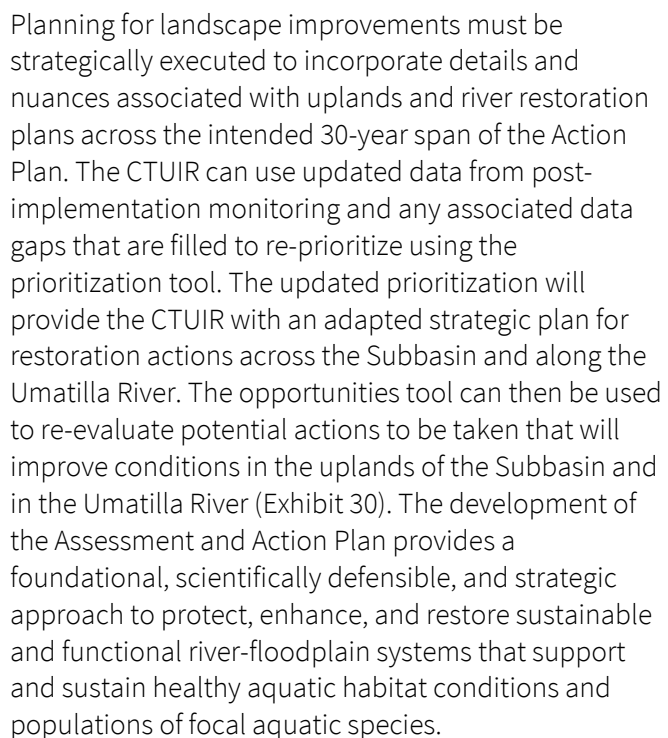 Planning for landscape improvements must be
strategically executed to incorporate details and
nuances associated with uplands and river restoration
plans across the intended 30-year span of the Action
Plan. The CTUIR can use updated data from post-
implementation monitoring and any associated data
gaps that are filled to re-prioritize using the
prioritization tool. The updated prioritization will
provide the CTUIR with an adapted strategic plan for
restoration actions across the Subbasin and along the
Umatilla River. The opportunities tool can then be used
to re-evaluate potential actions to be taken that will
improve conditions in the uplands of the Subbasin and
in the Umatilla River (Exhibit 30). The development of
the Assessment and Action Plan provides a
foundational, scientifically defensible, and strategic
approach to protect, enhance, and restore sustainable
and functional river-floodplain systems that support
and sustain healthy aquatic habitat conditions and
populations of focal aquatic species.